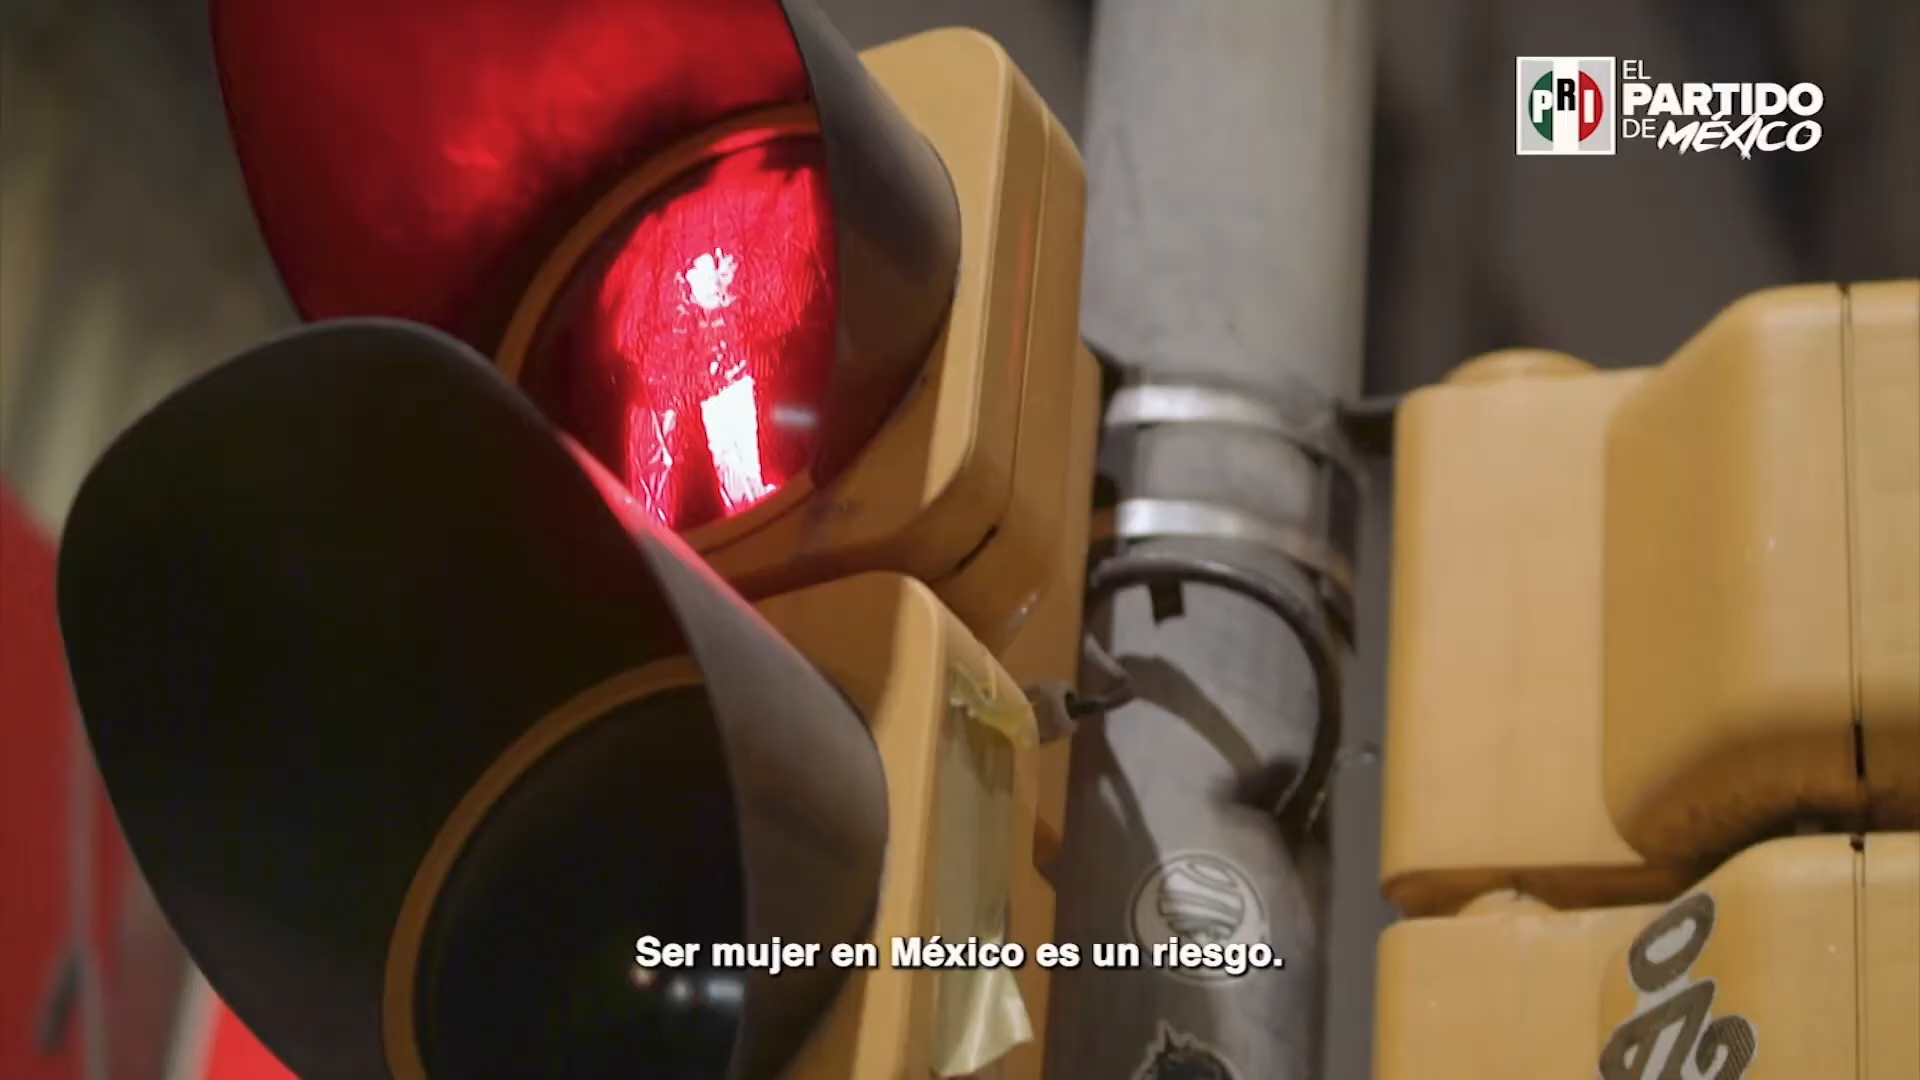 PRI
EL
PARTIDO
DE MÉXICO
Ser mujer en México es un riesgo.